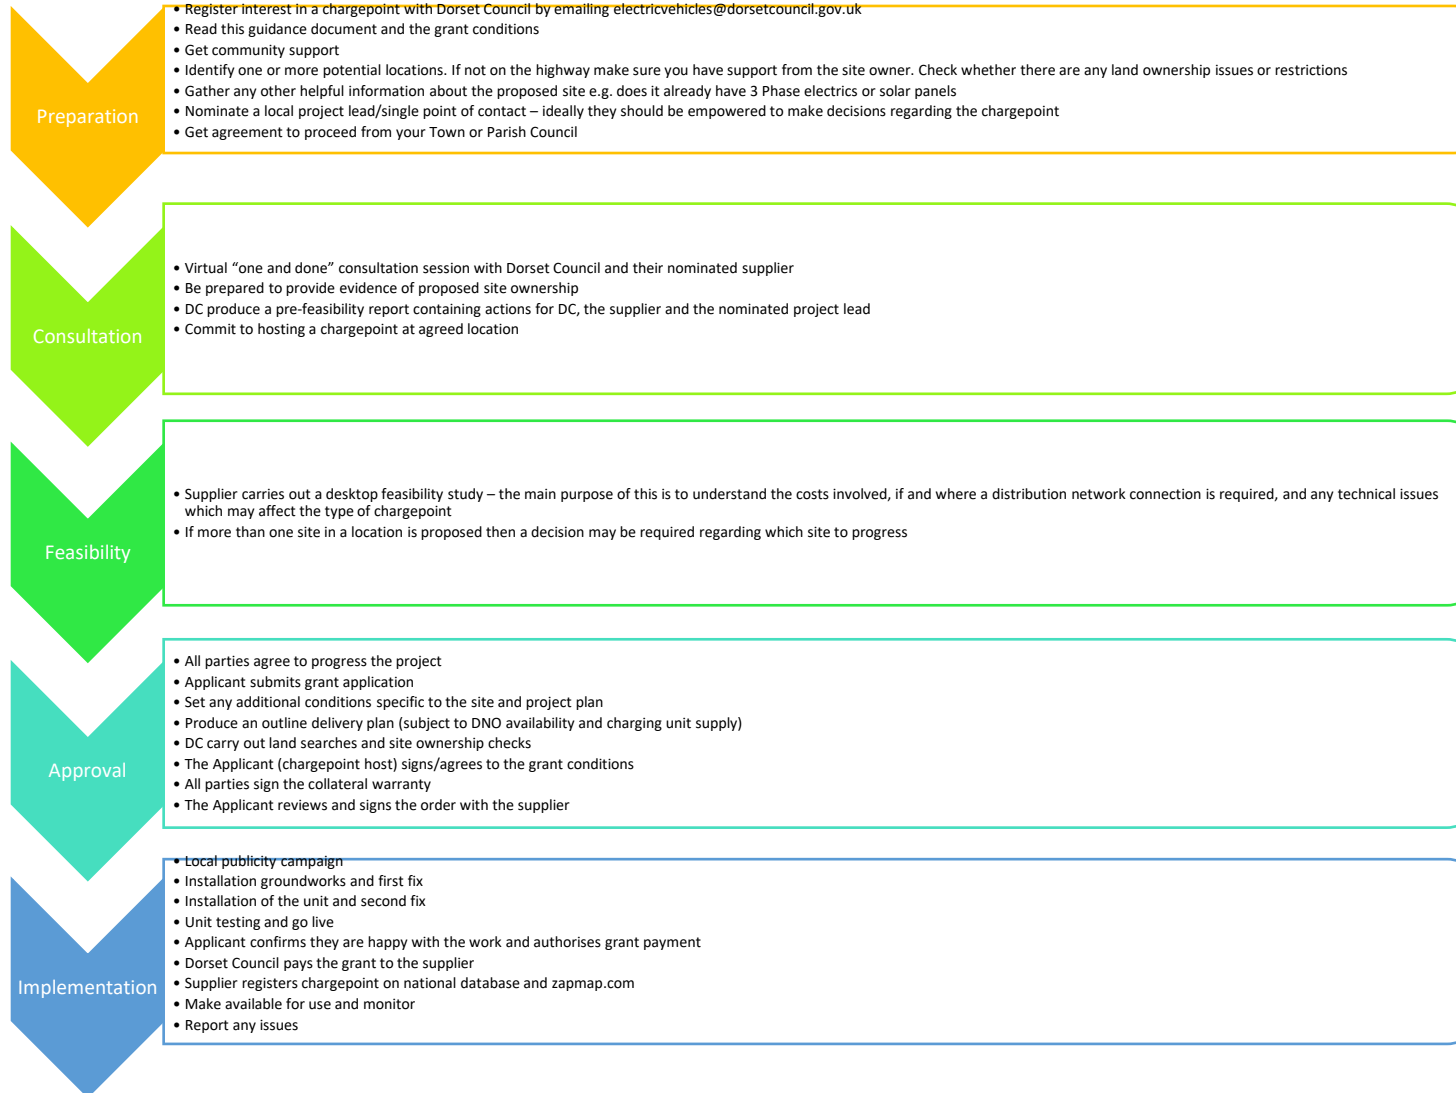 • Register interest in a chargepoint with Dorset Council by emailing electricvehicles@dorsetcouncil.gov.uk
• Read this guidance document and the grant conditions
• Get community support
• Identify one or more potential locations. If not on the highway make sure you have support from the site owner. Check whether there are any land ownership issues or restrictions
• Gather any other helpful information about the proposed site e.g. does it already have 3 Phase electrics or solar panels
• Nominate a local project lead/single point of contact – ideally they should be empowered to make decisions regarding the chargepoint
• Get agreement to proceed from your Town or Parish Council
Preparation
• Virtual “one and done” consultation session with Dorset Council and their nominated supplier
• Be prepared to provide evidence of proposed site ownership
• DC produce a pre-feasibility report containing actions for DC, the supplier and the nominated project lead
• Commit to hosting a chargepoint at agreed location
Consultation
• Supplier carries out a desktop feasibility study – the main purpose of this is to understand the costs involved, if and where a distribution network connection is required, and any technical issues
which may affect the type of chargepoint
• If more than one site in a location is proposed then a decision may be required regarding which site to progress
Feasibility
• All parties agree to progress the project
• Applicant submits grant application
• Set any additional conditions specific to the site and project plan
• Produce an outline delivery plan (subject to DNO availability and charging unit supply)
• DC carry out land searches and site ownership checks
• The Applicant (chargepoint host) signs/agrees to the grant conditions
• All parties sign the collateral warranty
• The Applicant reviews and signs the order with the supplier
Approval
• Local publicity campaign
• Installation groundworks and first fix
• Installation of the unit and second fix
• Unit testing and go live
• Applicant confirms they are happy with the work and authorises grant payment
• Dorset Council pays the grant to the supplier
• Supplier registers chargepoint on national database and zapmap.com
• Make available for use and monitor
• Report any issues
Implementation